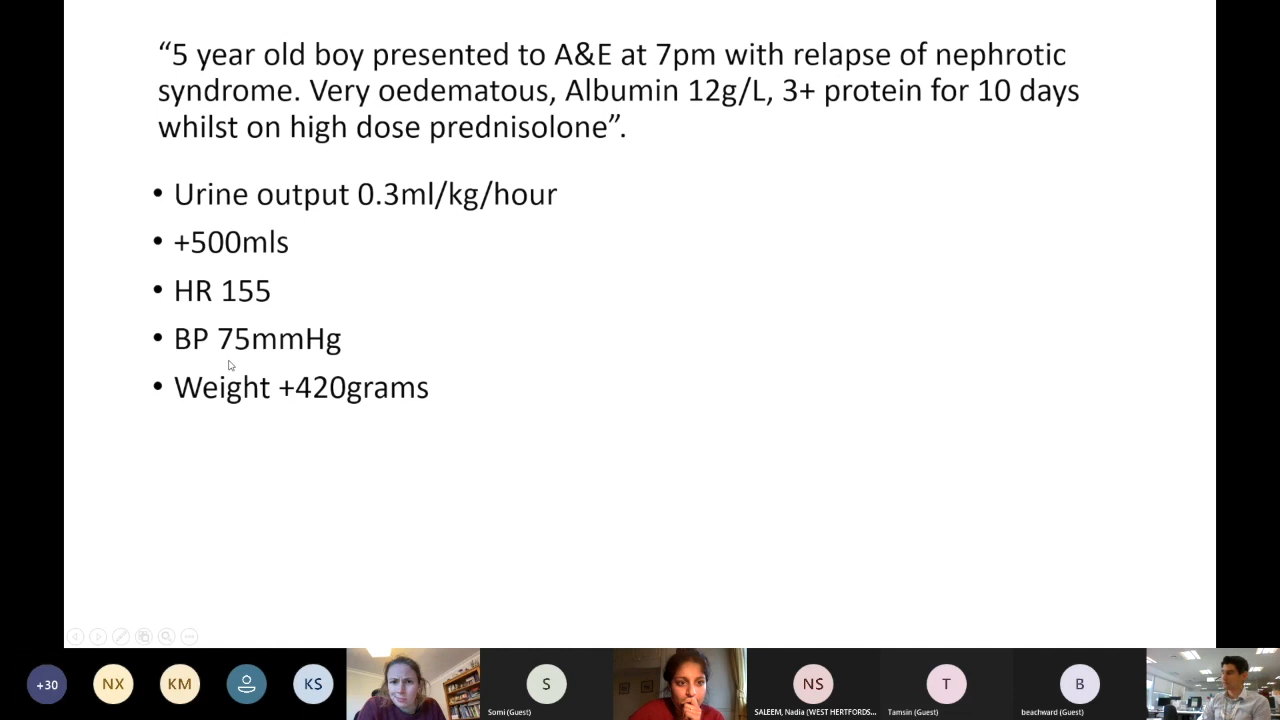 “5 year old boy presented to A&E at 7pm with relapse of nephrotic
syndrome. Very oedematous, Albumin 12g/L, 3+ protein for 10 days
whilst on high dose prednisolone”.
• Urine output 0.3ml/kg/hour
• +500mls
• HR 155
• BP 75mmHg
• Weight +420grams
+30
NX
KM
KS
S
Somi (Guest)
NS
SALEEM, Nadia (WEST HERTFORDS...
T
Tamsin (Guest)
B
beachward (Guest)